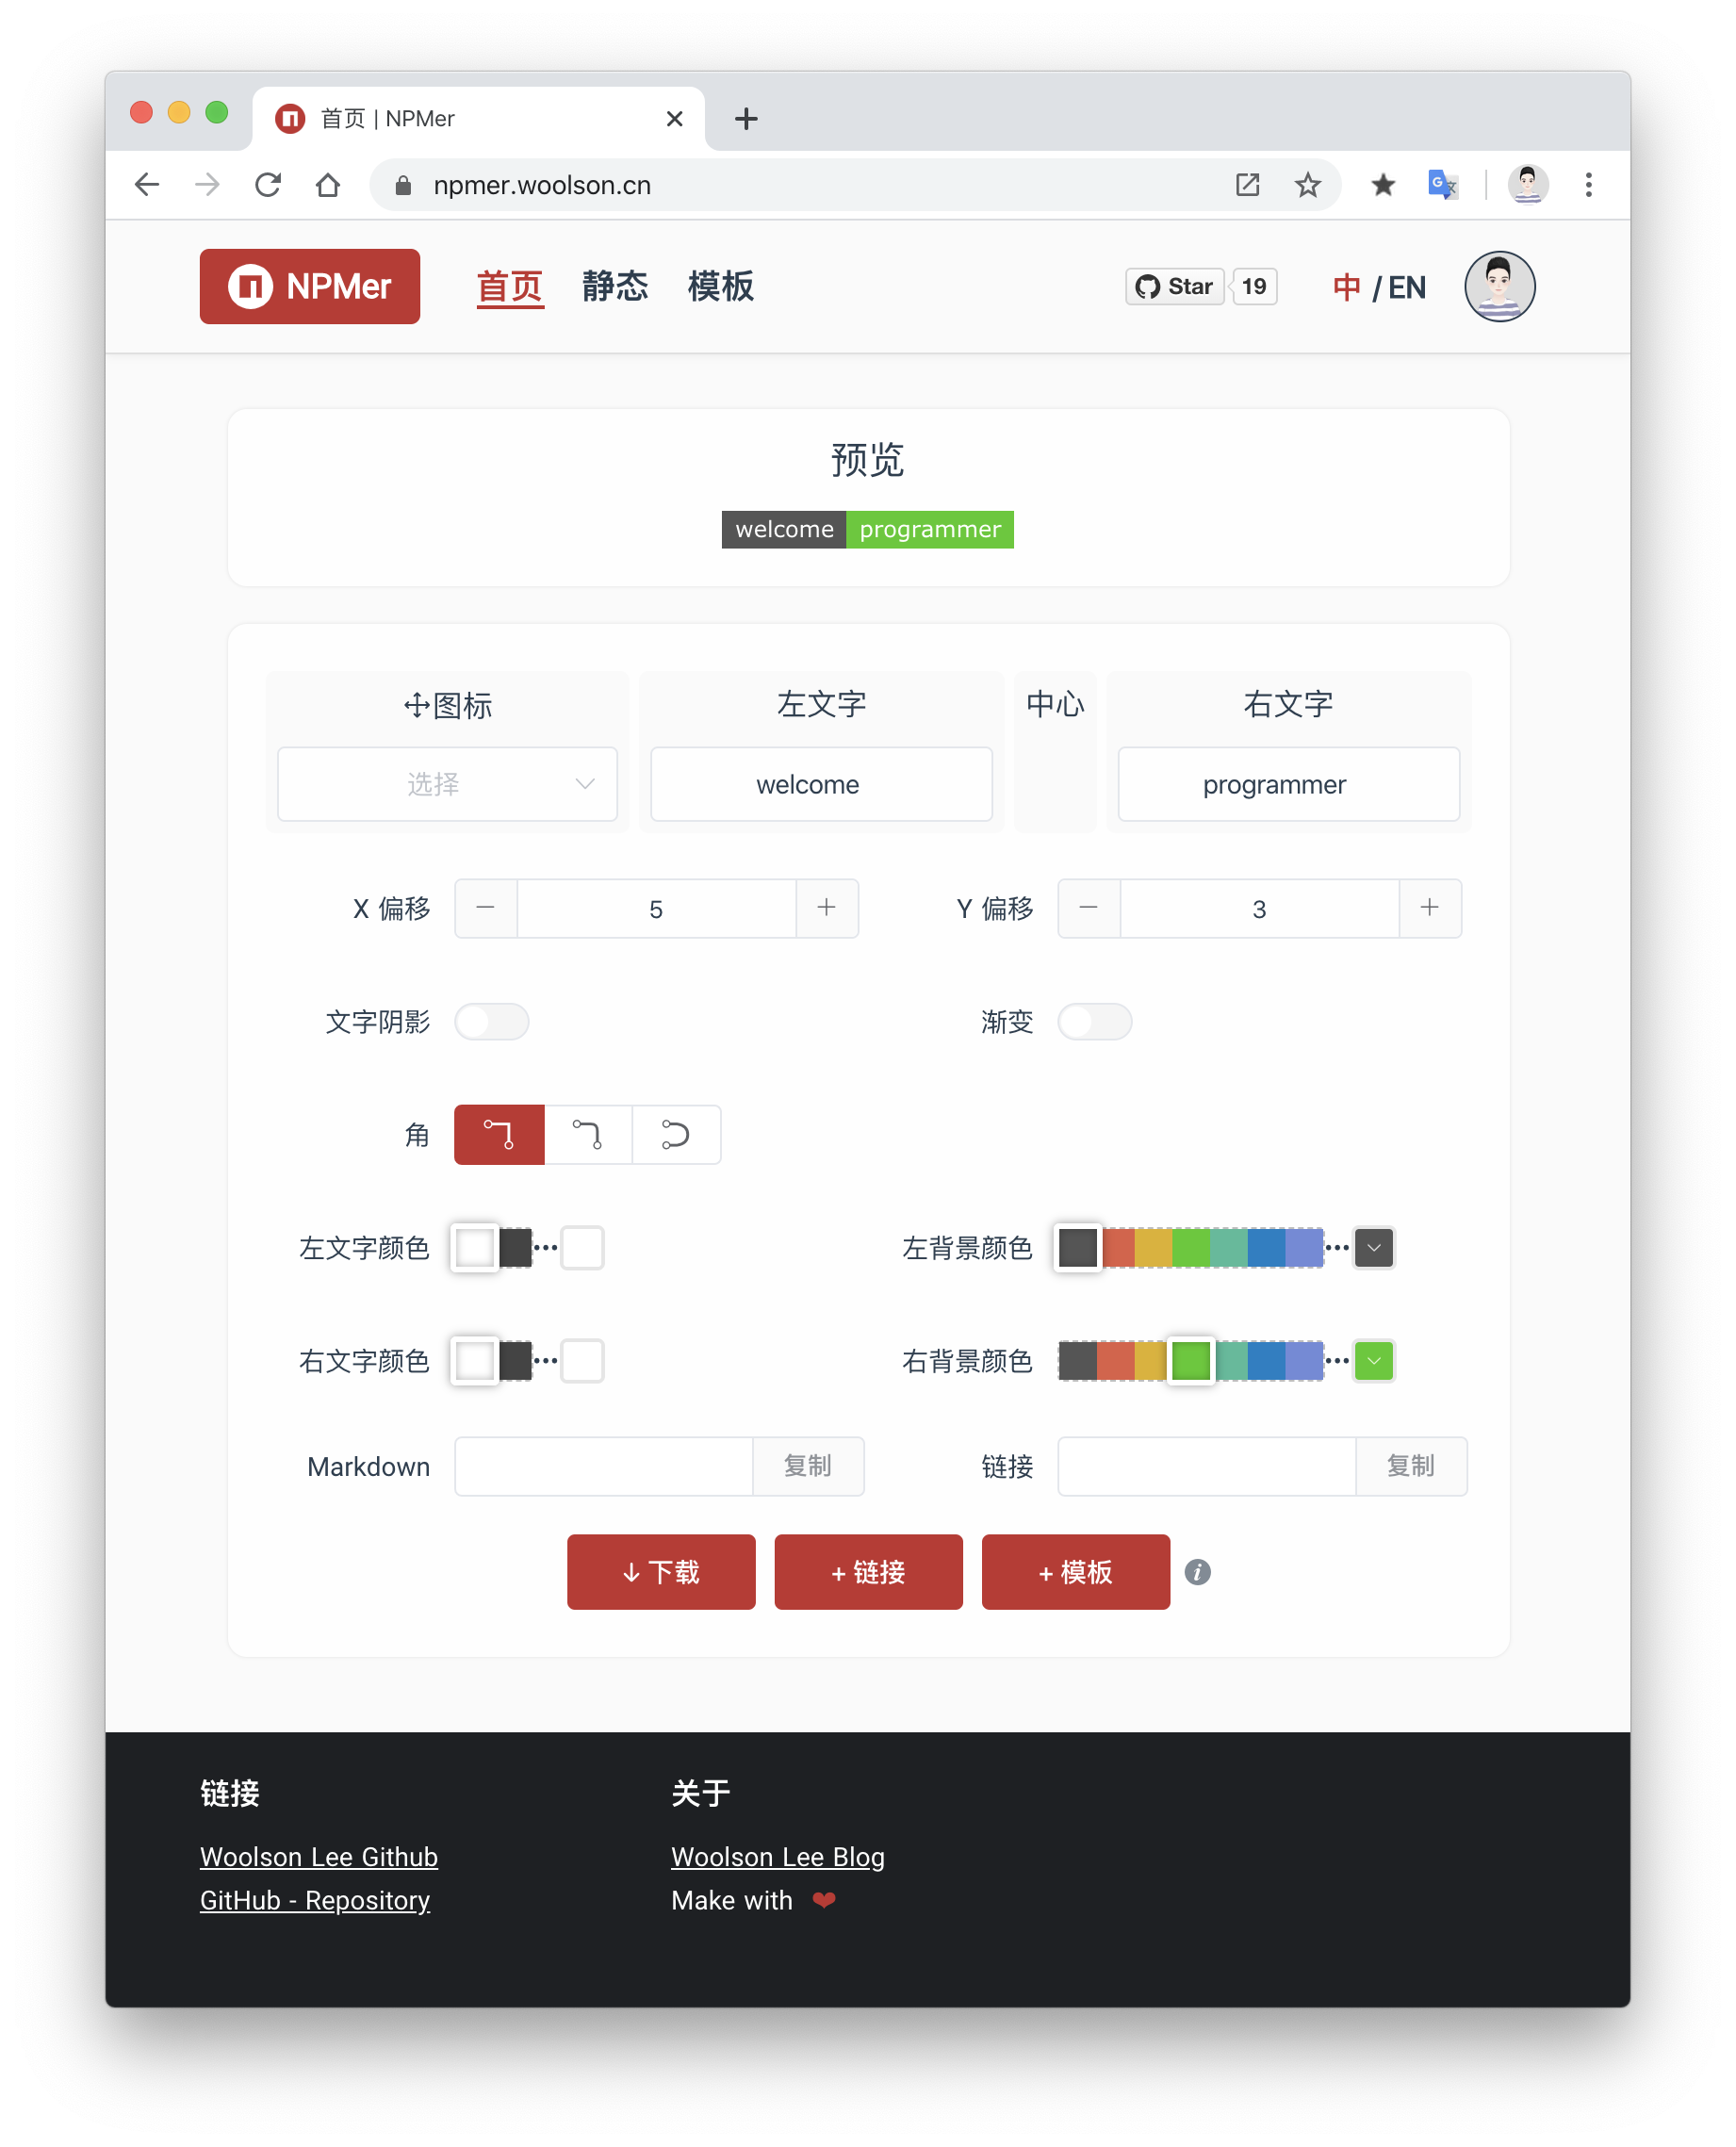 首页 | NPMer
npmer.woolson.cn
NPMer 首页 静态 模板 Star 19 中 / EN
预览
welcome programmer
图标 左文字 中心 右文字
选择 welcome programmer
X 偏移 5 Y 偏移 3
文字阴影 渐变
角
左文字颜色 左背景颜色
右文字颜色 右背景颜色
Markdown 复制 链接 复制
↓ 下载 + 链接 + 模板
链接 关于
Woolson Lee Github Woolson Lee Blog
GitHub - Repository Make with ❤